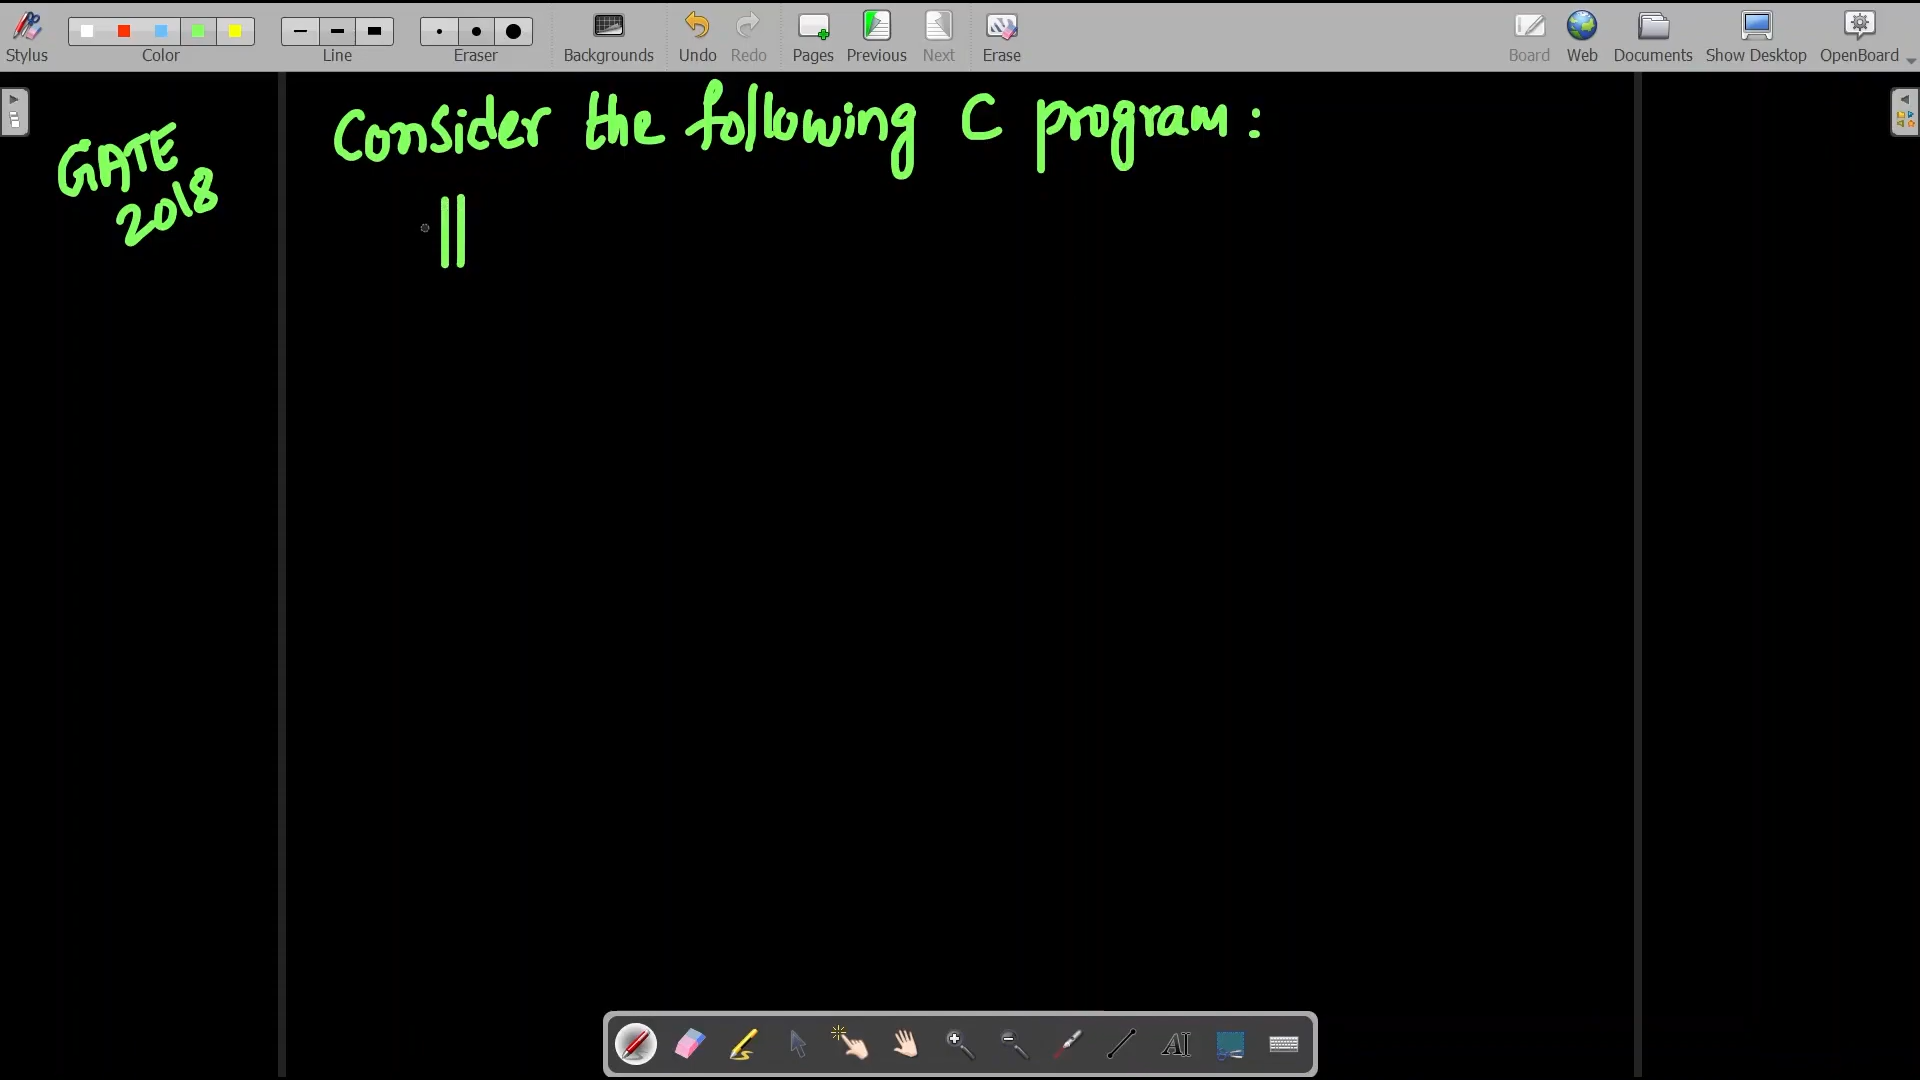 Stylus Color Line Eraser Backgrounds Undo Redo Pages Previous Next Erase Board Web Documents Show Desktop OpenBoard
Consider the following C program:
GATE
2018
||
AI